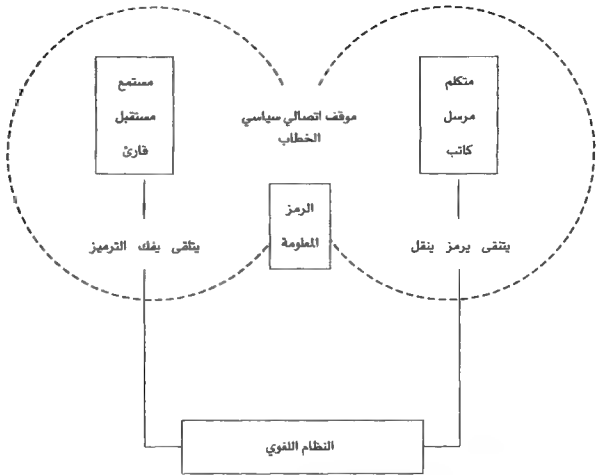 متكلم
مرسل
كاتب
موقف اتصالي سياسي
الخطاب
مستمع
مستقبل
قارئ
الرمز
المعلومة
ينتقى يرمز ينقل
يتلقى يفك الترميز
النظام اللغوي